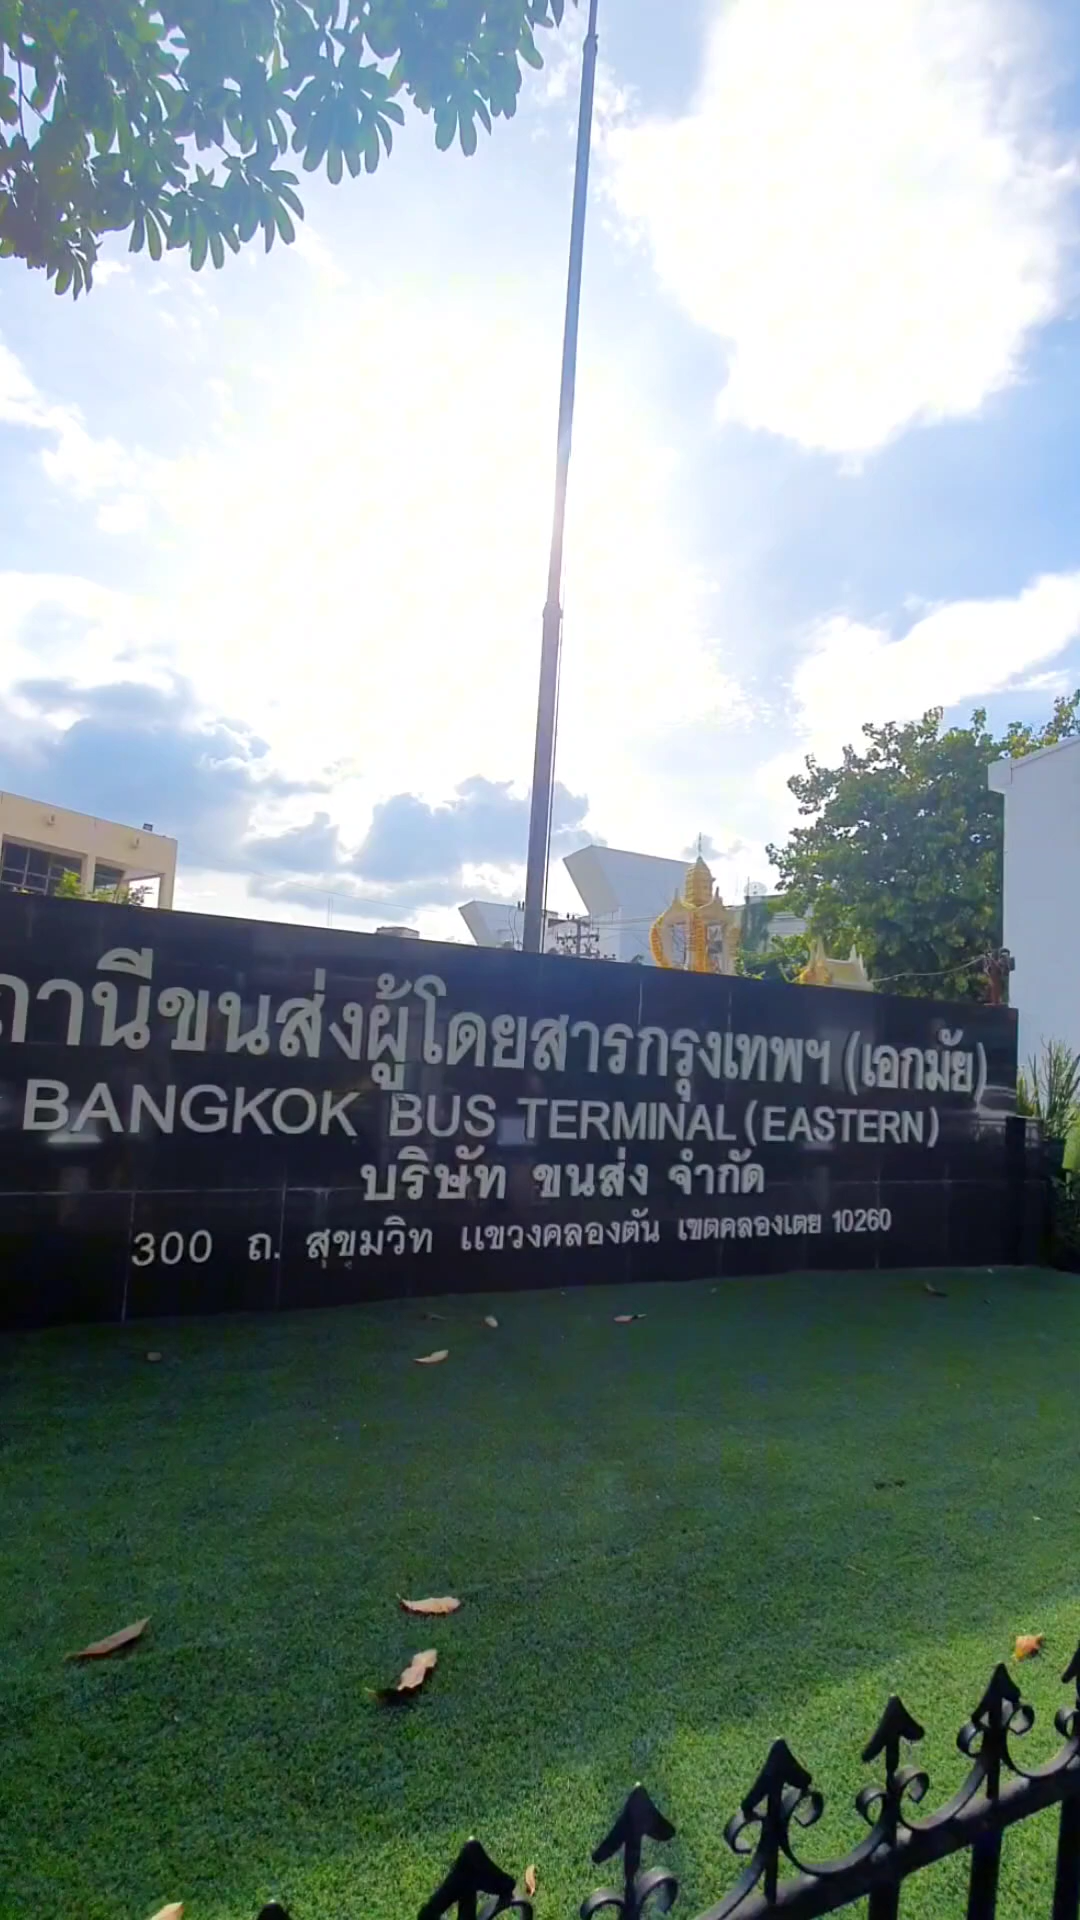 ถานีขนส่งผู้โดยสารกรุงเทพฯ (เอกมัย)
BANGKOK BUS TERMINAL (EASTERN)
บริษัท ขนส่ง จำกัด
300 ถ. สุขุมวิท แขวงคลองตัน เขตคลองเตย 10260